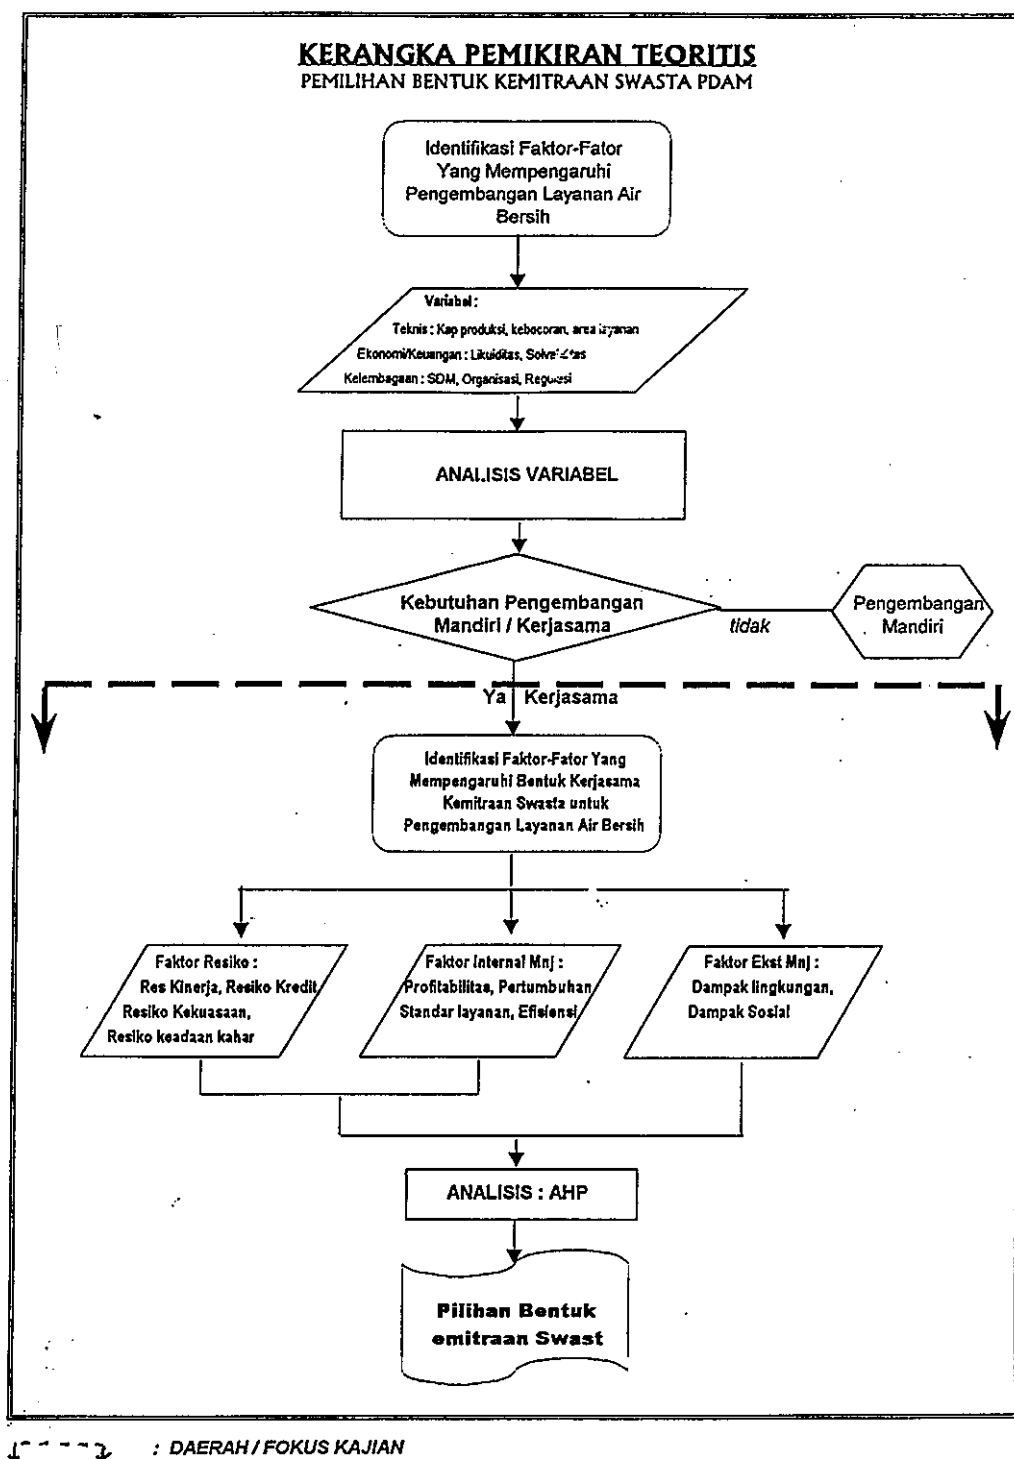 KERANGKA PEMIKIRAN TEORITIS
PEMILIHAN BENTUK KEMITRAAN SWASTA PDAM
Identifikasi Faktor-Fator
Yang Mempengaruhi
Pengembangan Layanan Air
Bersih
Variabel :
Teknis : Kap produksi, kebocoran, area layanan
Ekonomi/Keuangan : Likuiditas,
Kelembagaan : SDM, Organisasi,
ANALISIS VARIABEL
Kebutuhan Pengembangan
Mandiri / Kerjasama
tidak
Pengembangan
Mandiri
Ya Kerjasama
Identifikasi Faktor-Fator Yang
Mempengaruhi Bentuk Kerjasama
Kemitraan Swasta untuk
Pengembangan Layanan Air Bersih
Faktor Resiko :
Res Kinerja, Resiko Kredit,
Resiko Kekuasaan,
Resiko keadaan kahar
Faktor Internal Mnj :
Profitabilitas, Pertumbuhan
Standar layanan, Efisiensi
Faktor Ekst Mnj :
Dampak lingkungan,
Dampak Sosial
ANALISIS : AHP
Pilihan Bentuk
emitraan Swast
: DAERAH / FOKUS KAJIAN